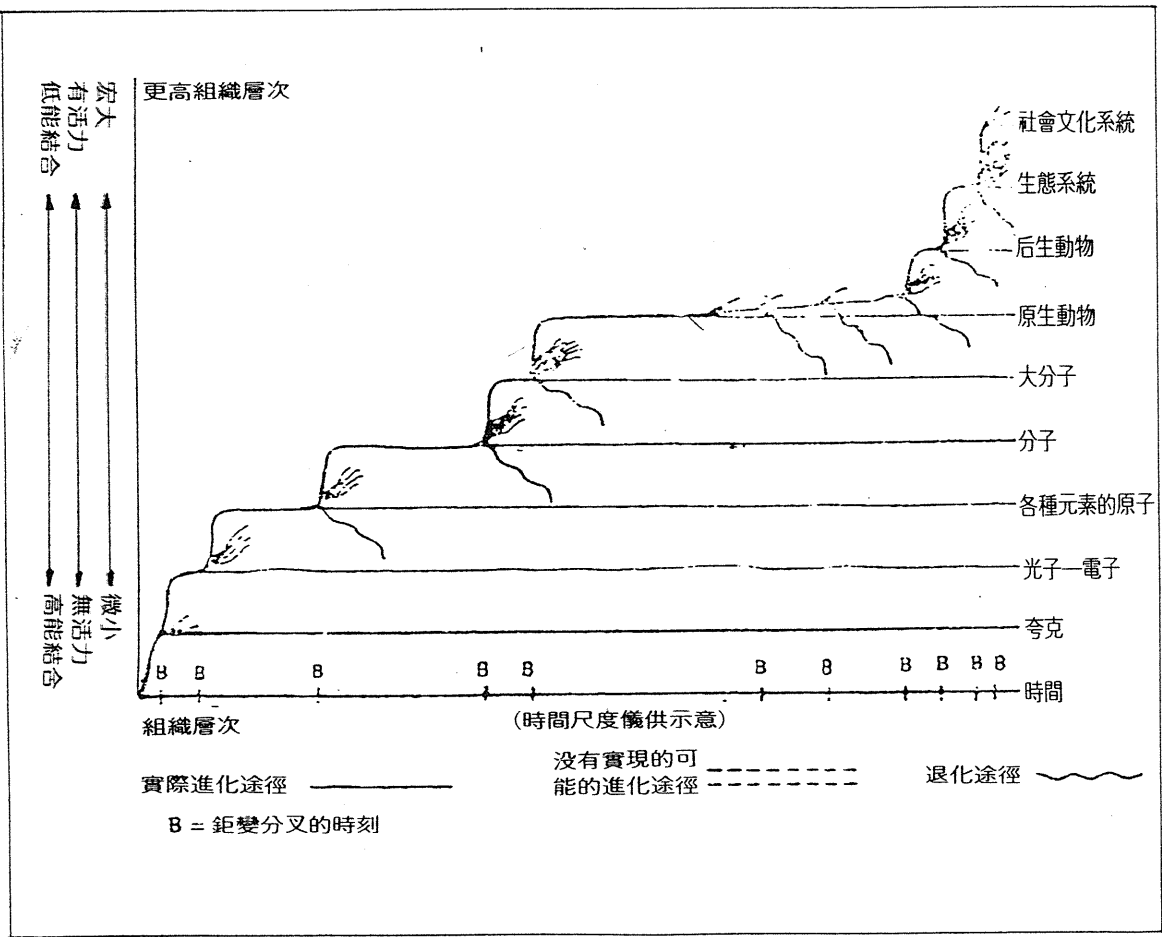 更高組織層次
宏大
有活力
低能結合
微小
無活力
高能結合
社會文化系統
生態系統
后生動物
原生動物
大分子
分子
各種元素的原子
光子—電子
夸克
B B B B B B B B B B B
時間
組織層次
(時間尺度儀供示意)
實際進化途徑
没有實現的可
能的進化途徑
退化途徑
B = 鉅變分叉的時刻